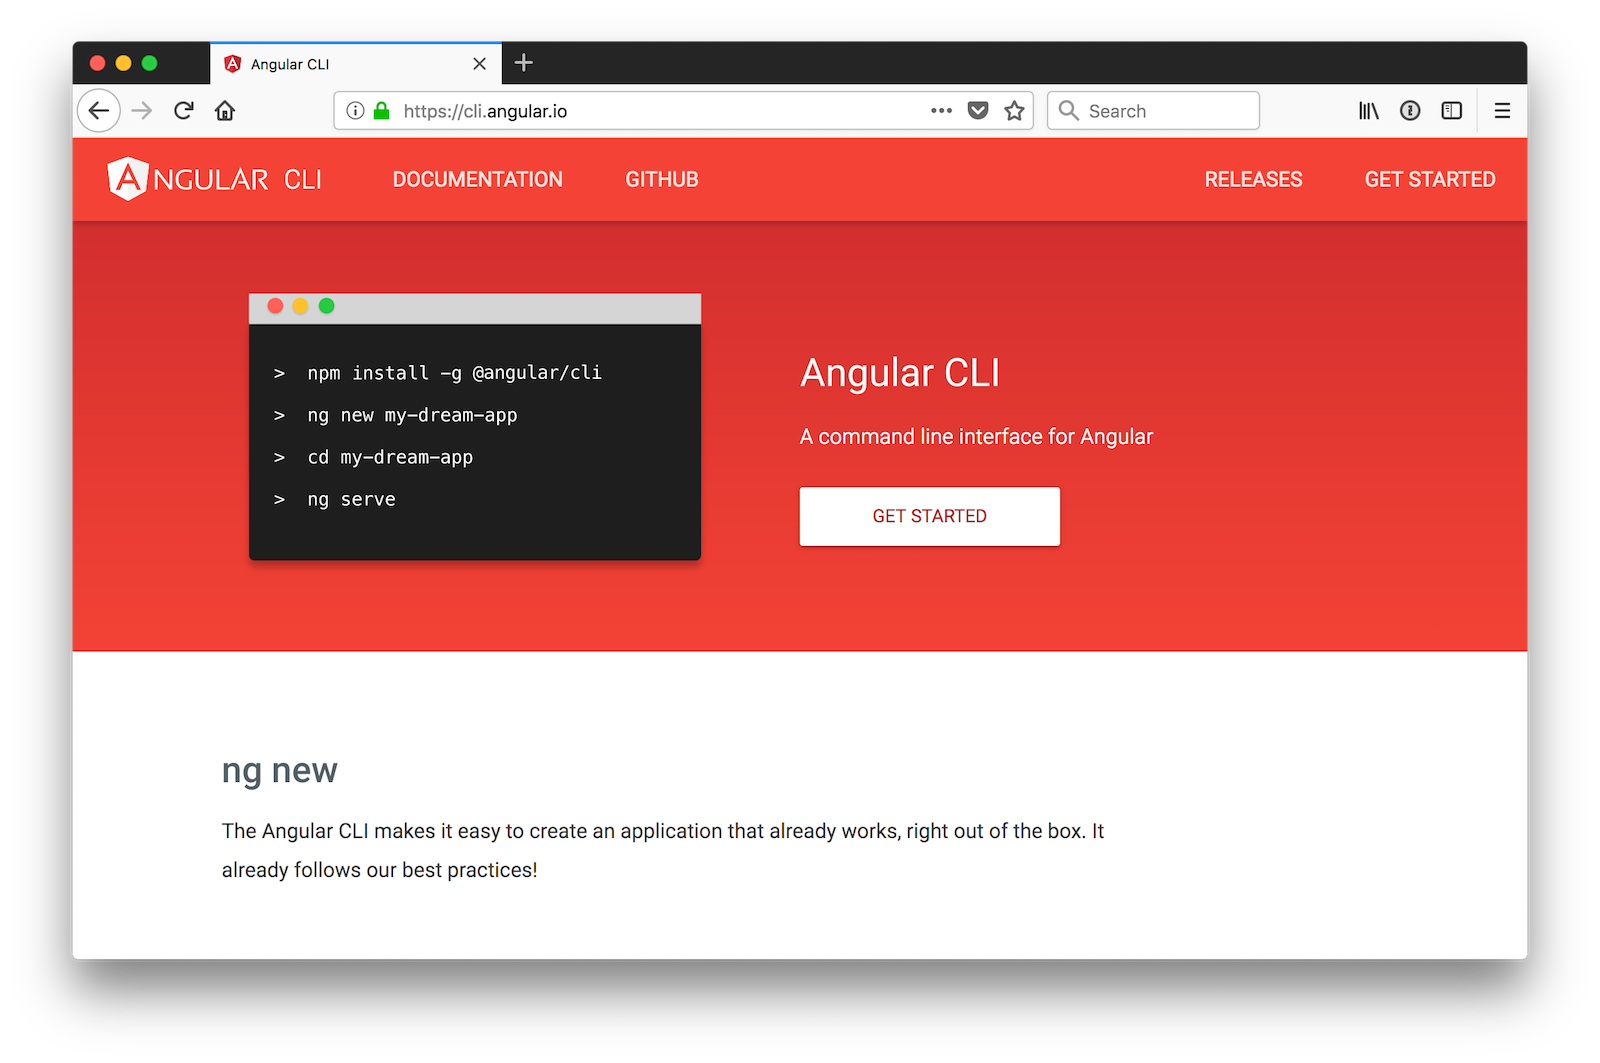 Angular CLI
https://cli.angular.io
Search
ANGULAR CLI
DOCUMENTATION
GITHUB
RELEASES
GET STARTED
> npm install -g @angular/cli
> ng new my-dream-app
> cd my-dream-app
> ng serve
Angular CLI
A command line interface for Angular
GET STARTED
ng new
The Angular CLI makes it easy to create an application that already works, right out of the box. It
already follows our best practices!